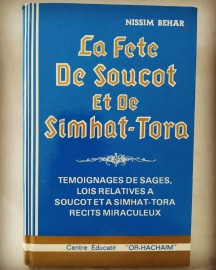 NISSIM BEHAR
La Fete
De Soucot
Et De
Simhat-Tora
TEMOIGNAGES DE SAGES,
LOIS RELATIVES A
SOUCOT ET A SIMHAT-TORA
RECITS MIRACULEUX
Centre Educatif "OR-HACHAIM"